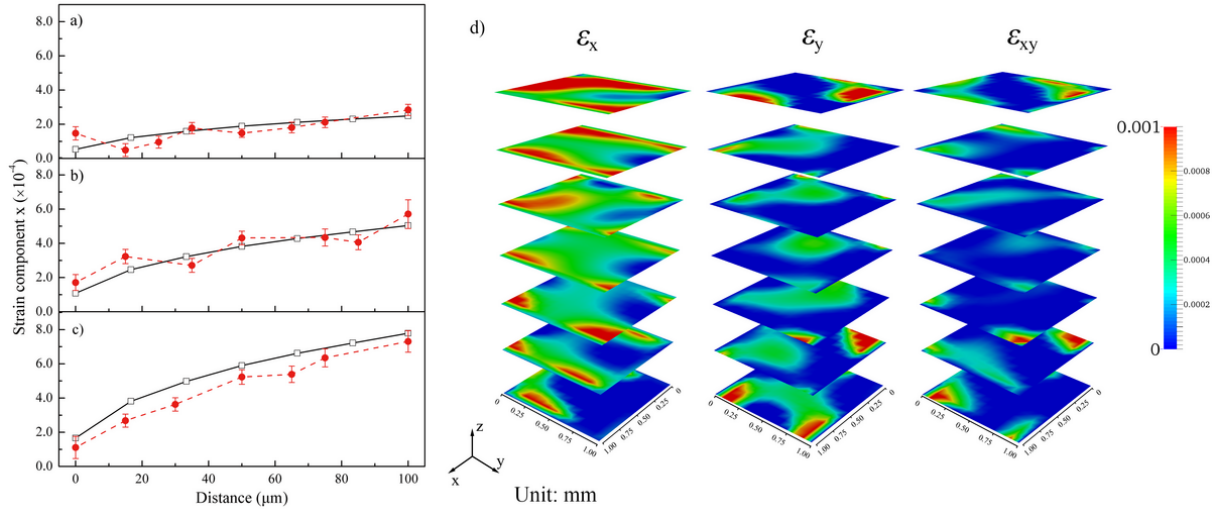 a)
8.0
6.0
4.0
2.0
0.0
b)
8.0
6.0
4.0
2.0
0.0
c)
8.0
6.0
4.0
2.0
0.0
Strain component x (×10⁻⁴)
0 20 40 60 80 100
Distance (μm)
d)
εx εy εxy
0.001
0.0008
0.0006
0.0004
0.0002
0
0 0.25 0.50 0.75 1.00
1.00 0.75 0.50 0.25 0
0 0.25 0.50 0.75 1.00
1.00 0.75 0.50 0.25 0
0 0.25 0.50 0.75 1.00
1.00 0.75 0.50 0.25 0
z
y
x
Unit: mm